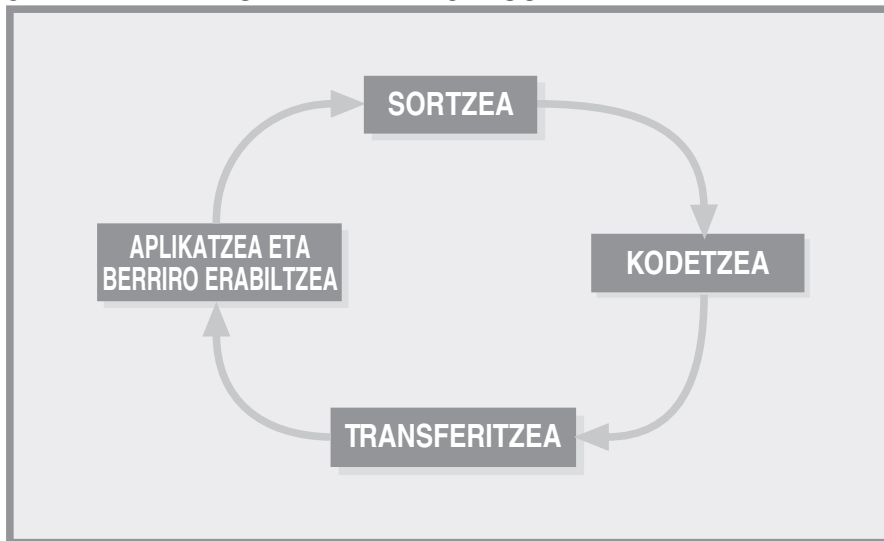 SORTZEA
APLIKATZEA ETA
BERRIRO ERABILTZEA
KODETZEA
TRANSFERITZEA